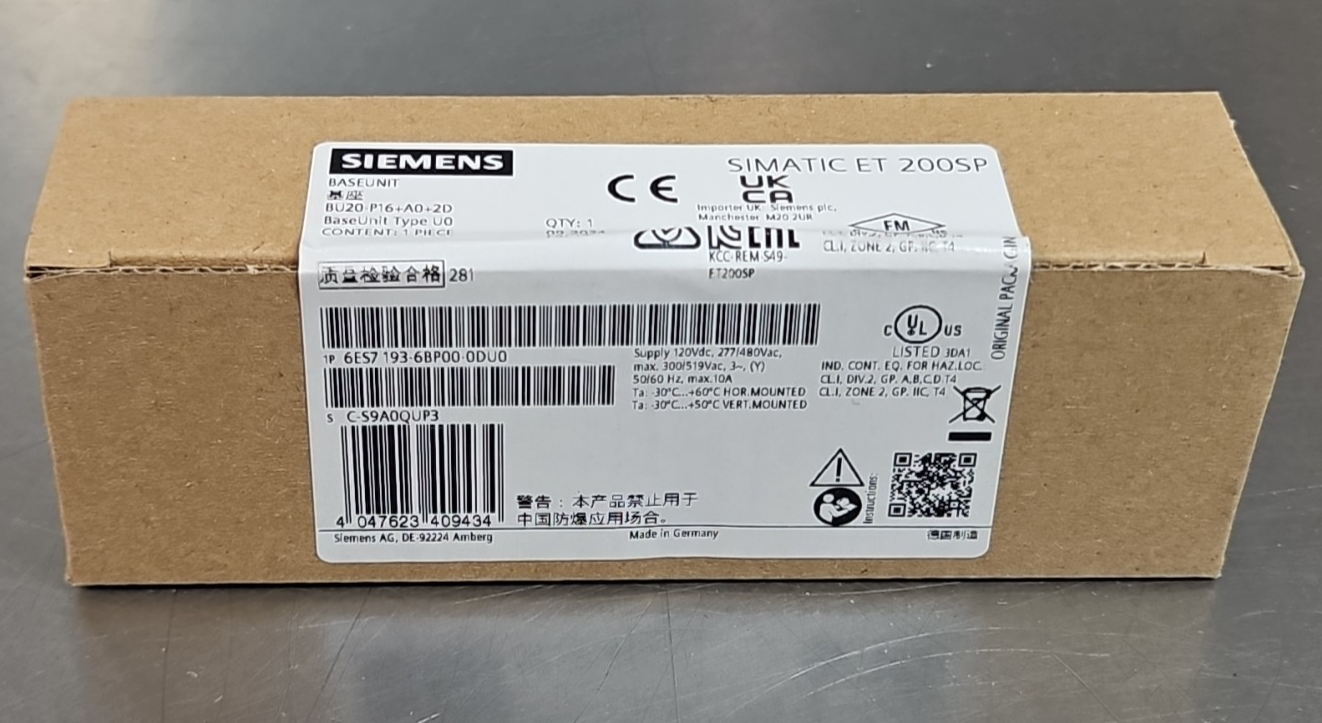 SIEMENS
SIMATIC ET 200SP
BASEUNIT
基座
BU20-P16+A0+2D
BaseUnit Type U0
CONTENT: 1 PIECE
QTY: 1
CE
UK
CA
Importer UK: Siemens plc,
Manchester M20 2UR
FM
CL.I, ZONE 2, GP. IIC, T4
EAC
KCC-REM-S49-
ET200SP
质量检验合格 281
ORIGINAL PACKAGING
1P 6ES7 193-6BP00-0DU0
S C-S9A0QUP3
Supply 120Vdc, 277/480Vac,
max. 300/519Vac, 3~, (Y)
50/60 Hz, max.10A
Ta: -30°C...+60°C HOR.MOUNTED
Ta: -30°C...+50°C VERT.MOUNTED
C UL US
LISTED 3DA1
IND. CONT. EQ. FOR HAZ.LOC.
CL.I, DIV.2, GP. A,B,C,D T4
CL.I, ZONE 2, GP. IIC, T4
4 047623 409434
警告：本产品禁止用于
中国防爆应用场合。
Instructions:
Siemens AG, DE-92224 Amberg
Made in Germany
德国制造